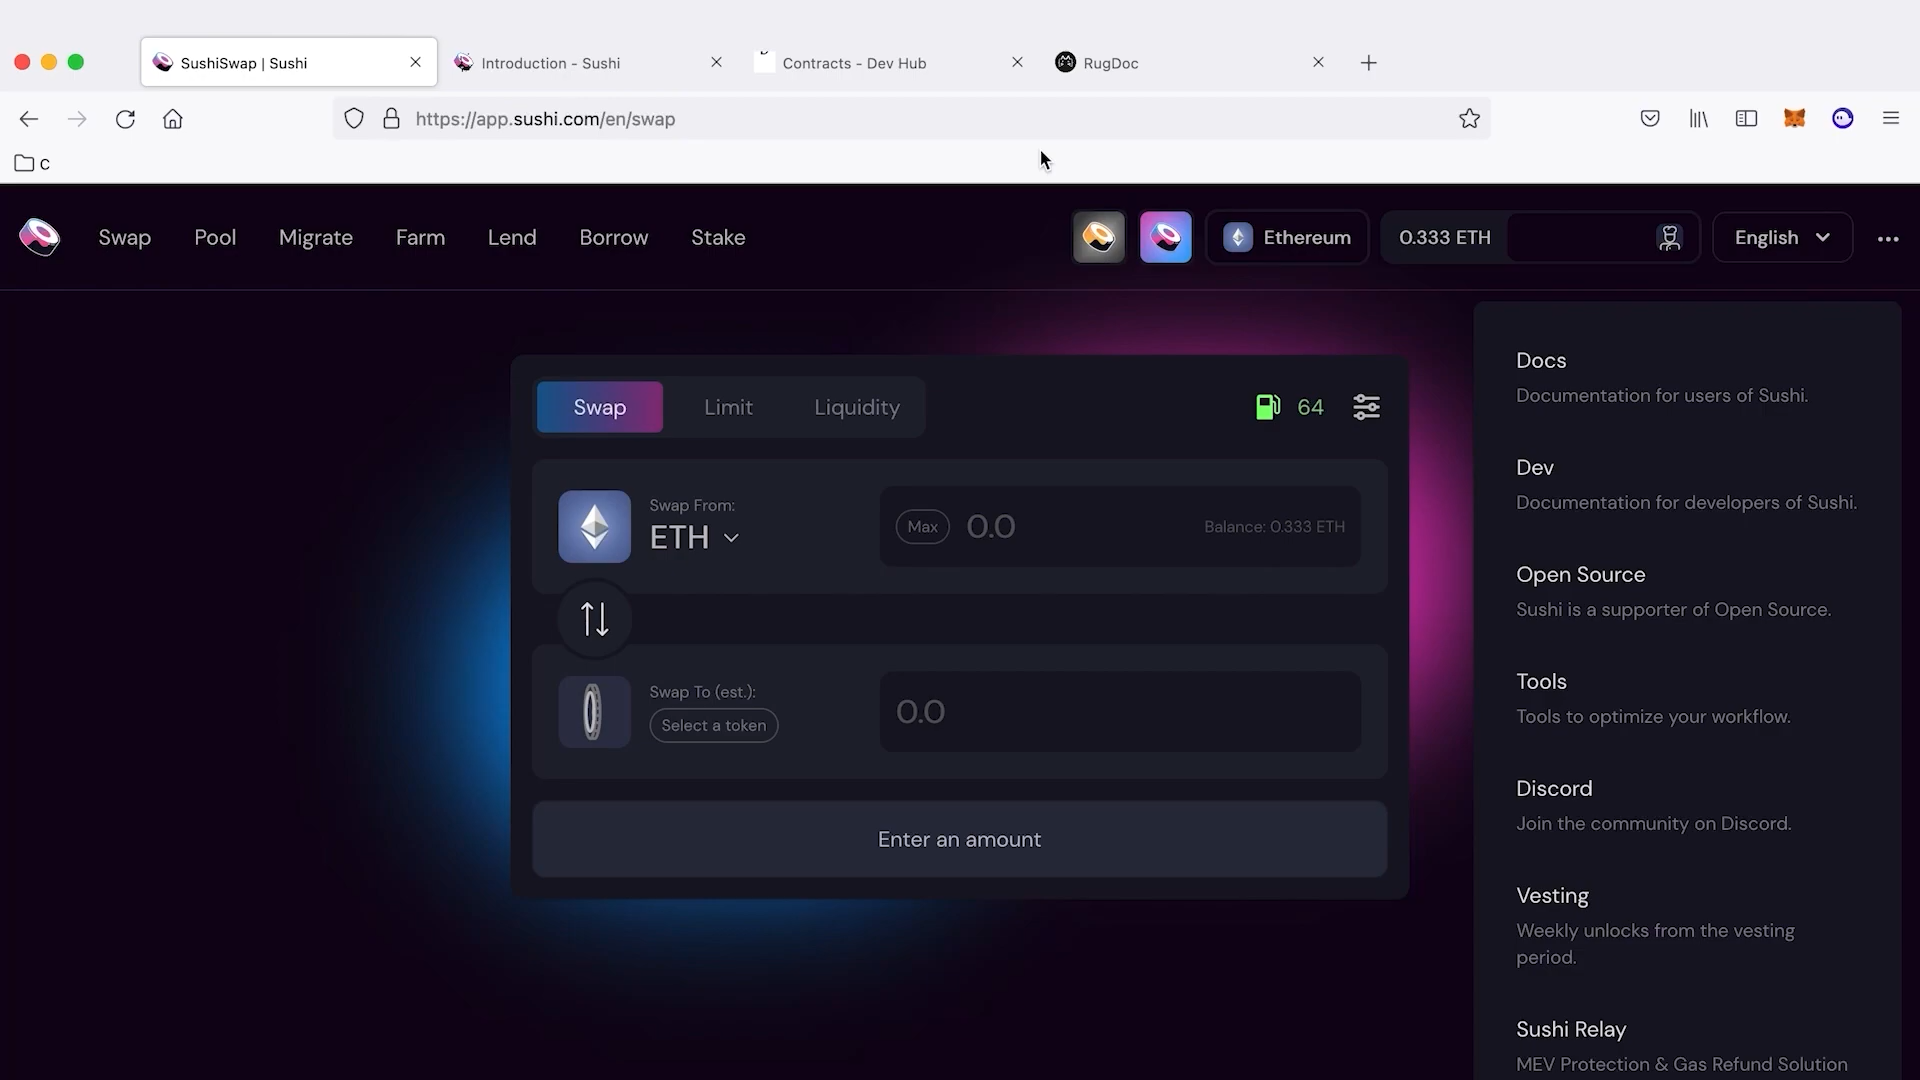 SushiSwap | Sushi
Introduction - Sushi
Contracts - Dev Hub
RugDoc
https://app.sushi.com/en/swap
C
Swap
Pool
Migrate
Farm
Lend
Borrow
Stake
Ethereum
0.333 ETH
English
Swap
Limit
Liquidity
64
Swap From:
ETH
Max
0.0
Balance: 0.333 ETH
Swap To (est.):
Select a token
0.0
Enter an amount
Docs
Documentation for users of Sushi.
Dev
Documentation for developers of Sushi.
Open Source
Sushi is a supporter of Open Source.
Tools
Tools to optimize your workflow.
Discord
Join the community on Discord.
Vesting
Weekly unlocks from the vesting
period.
Sushi Relay
MEV Protection & Gas Refund Solution